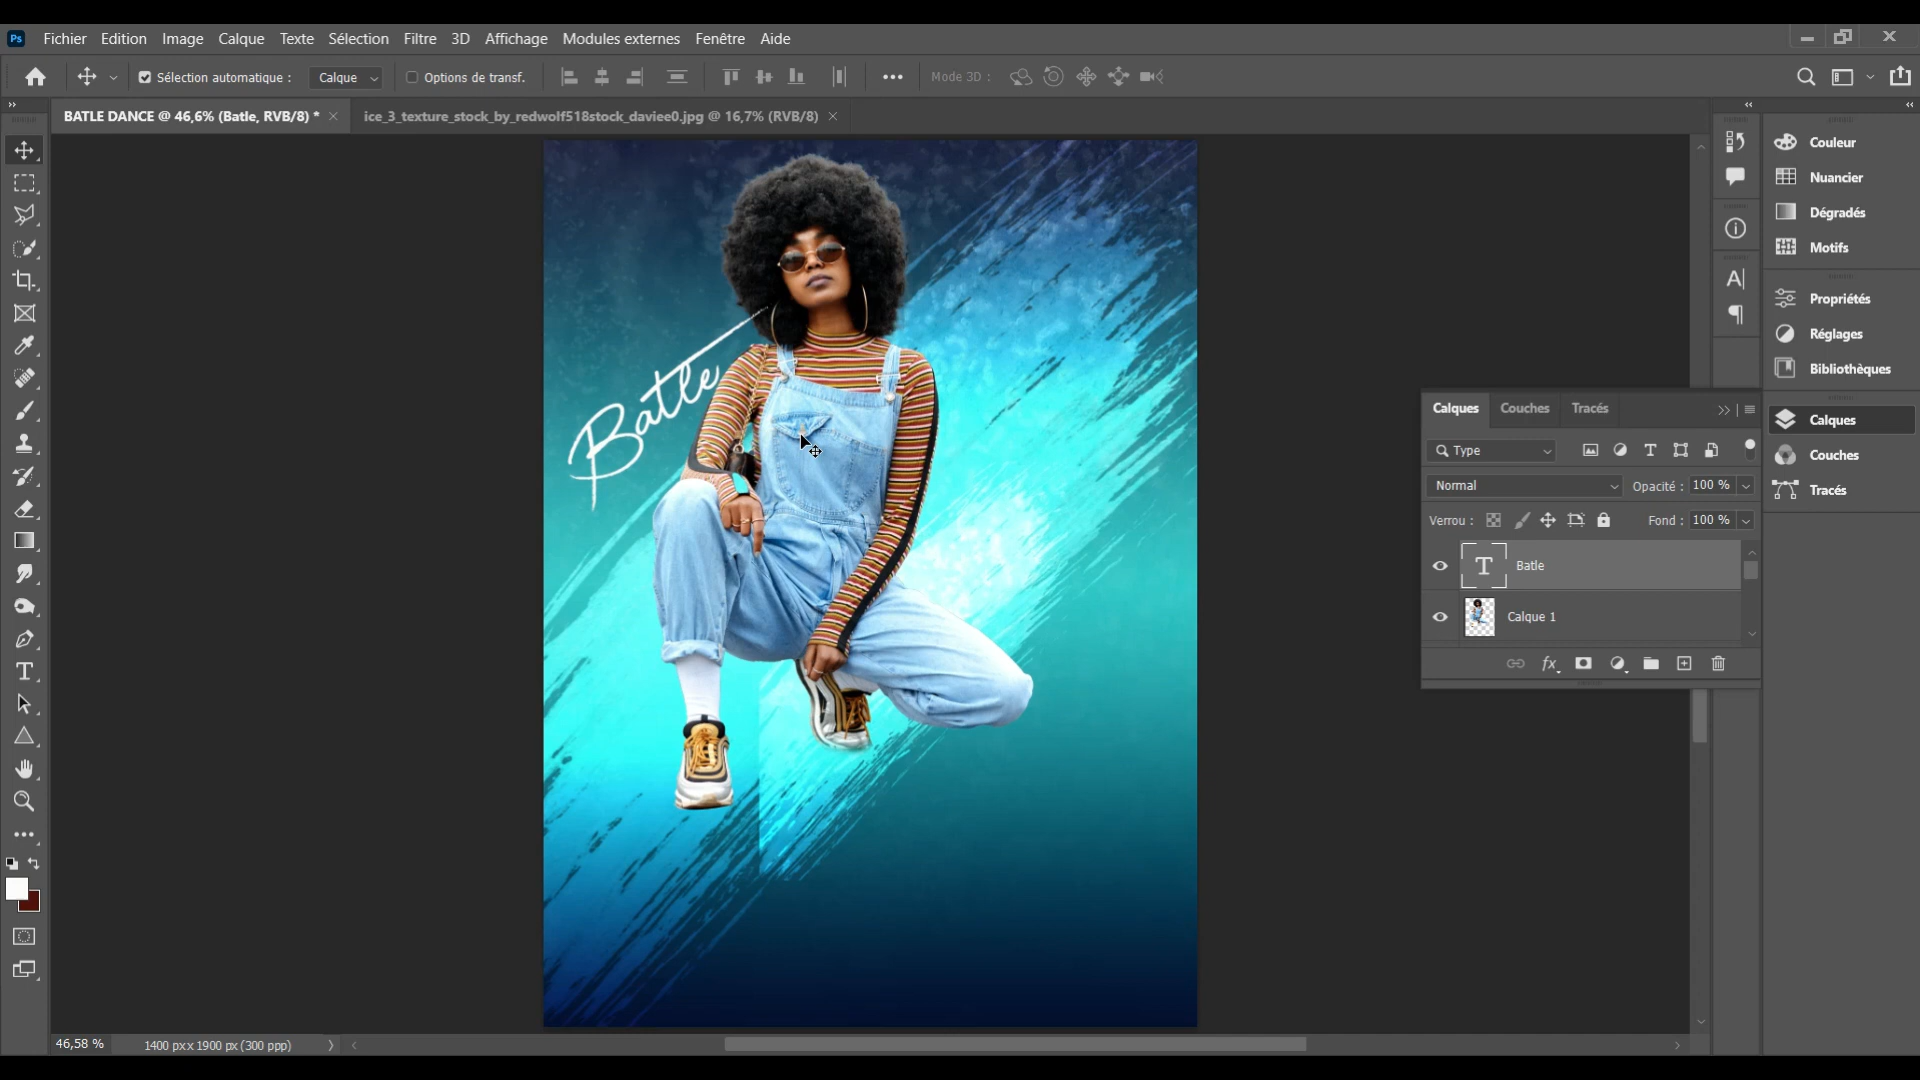 Ps Fichier Edition Image Calque Texte Sélection Filtre 3D Affichage Modules externes Fenêtre Aide
Sélection automatique : Calque Options de transf. Mode 3D :
BATLE DANCE @ 46,6% (Batle, RVB/8) * ice_3_texture_stock_by_redwolf518stock_daviee0.jpg @ 16,7% (RVB/8)
Batle
Couleur
Nuancier
Dégradés
Motifs
Propriétés
Réglages
Bibliothèques
Calques
Couches
Tracés
Calques Couches Tracés
Type
Normal Opacité : 100 %
Verrou : Fond : 100 %
T Batle
Calque 1
fx
46,58 % 1400 px x 1900 px (300 ppp)